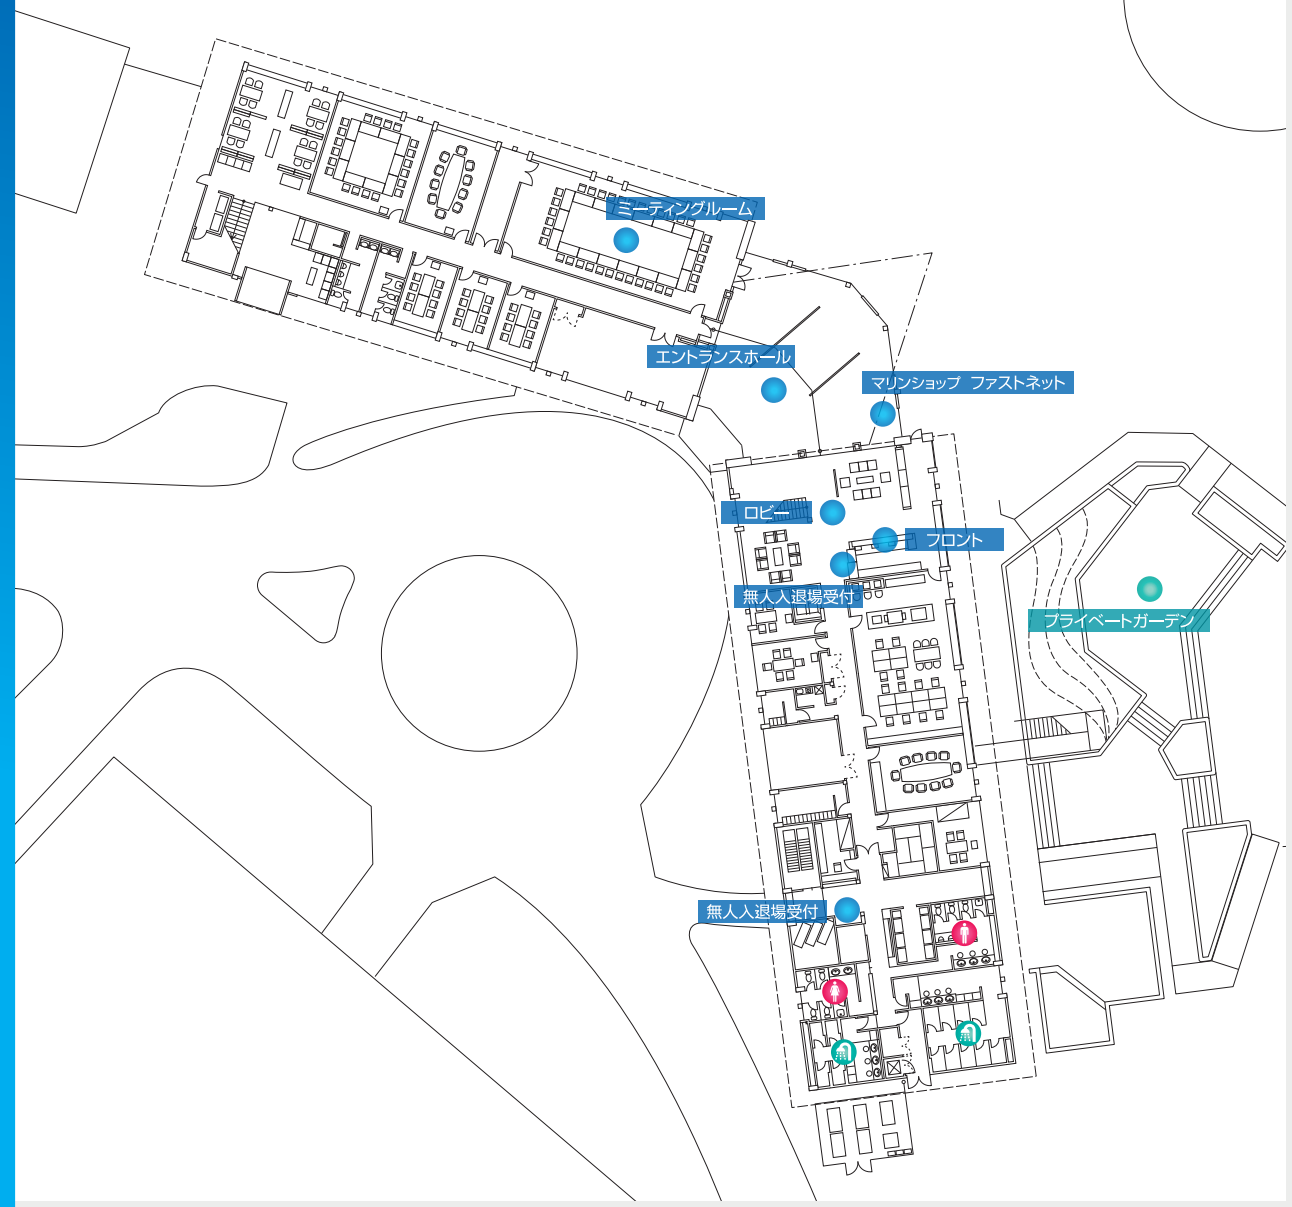 ミーティングルーム
エントランスホール
マリンショップ ファストネット
ロビー
フロント
無人入退場受付
プライベートガーデン
無人入退場受付